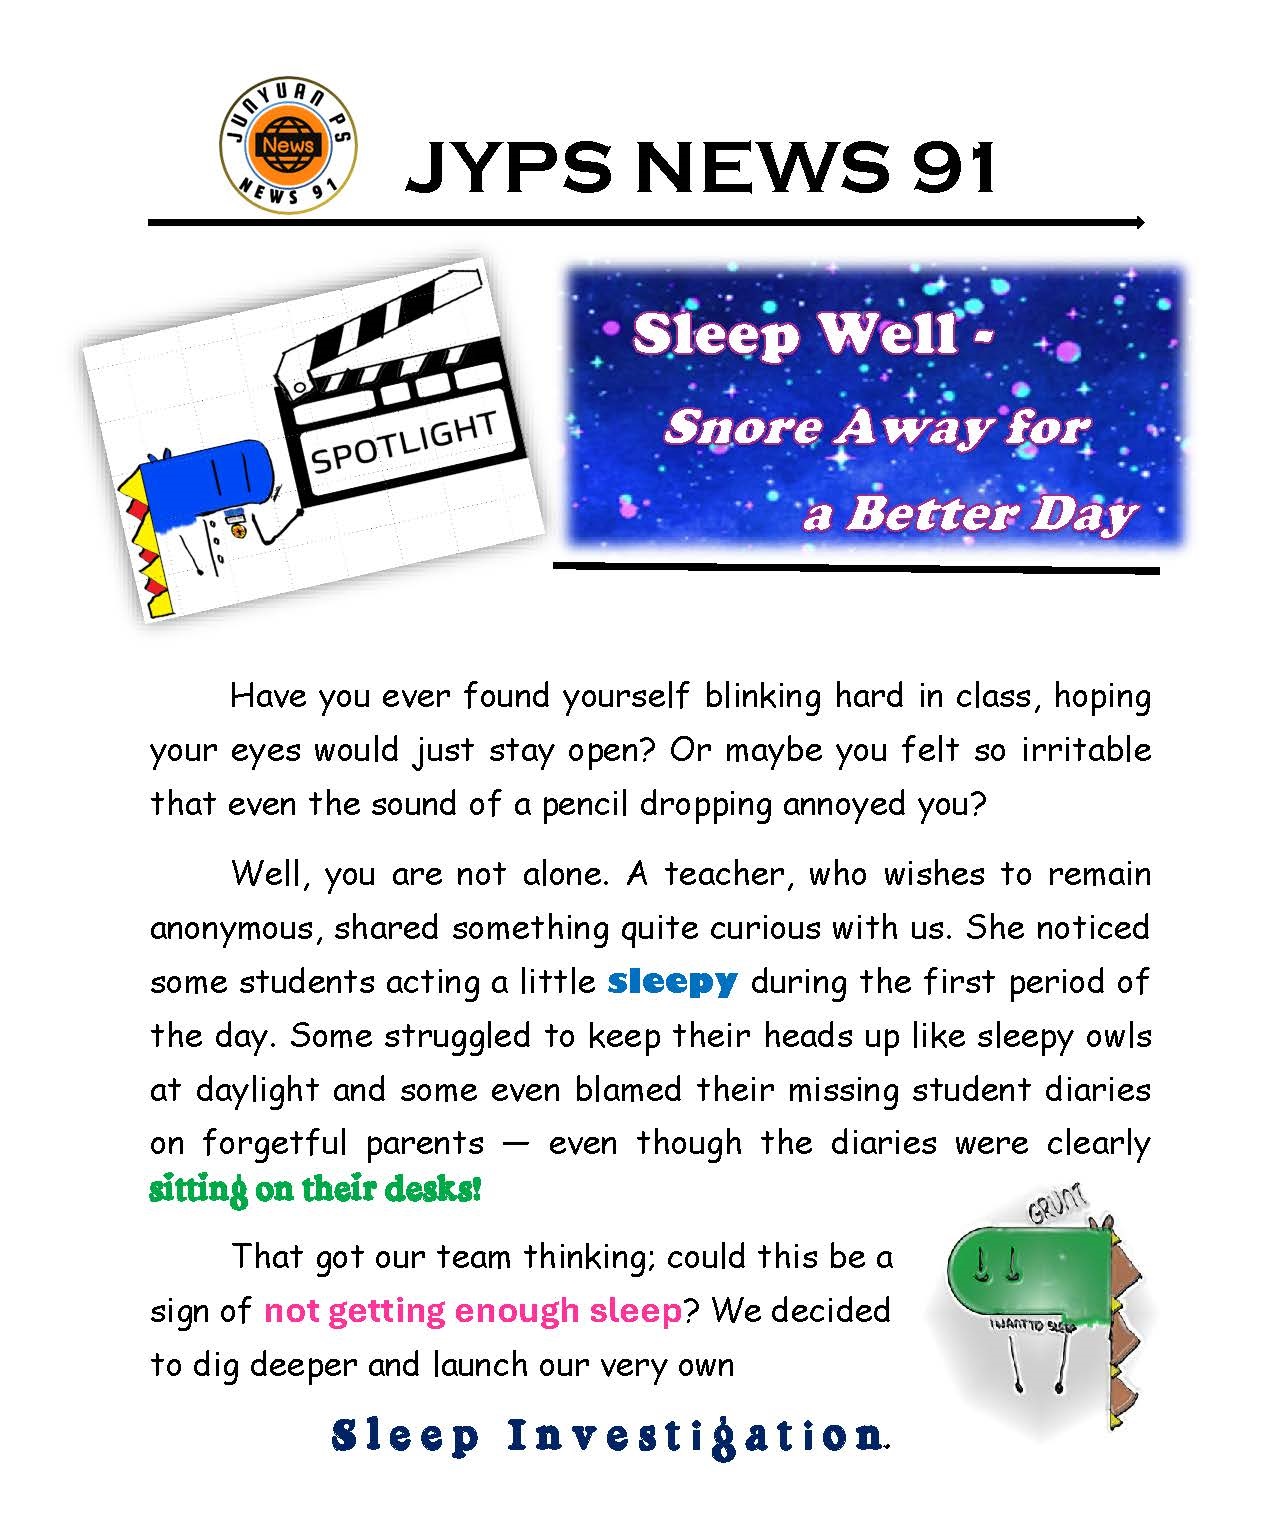 JUNYUAN PS
News
NEWS 91
JYPS NEWS 91
SPOTLIGHT
Sleep Well -
Snore Away for
a Better Day
Have you ever found yourself blinking hard in class, hoping
your eyes would just stay open? Or maybe you felt so irritable
that even the sound of a pencil dropping annoyed you?
Well, you are not alone. A teacher, who wishes to remain
anonymous, shared something quite curious with us. She noticed
some students acting a little sleepy during the first period of
the day. Some struggled to keep their heads up like sleepy owls
at daylight and some even blamed their missing student diaries
on forgetful parents — even though the diaries were clearly
sitting on their desks!
GRUNT
That got our team thinking; could this be a
sign of not getting enough sleep? We decided
to dig deeper and launch our very own
I WANT TO SLEEP
Sleep Investigation.